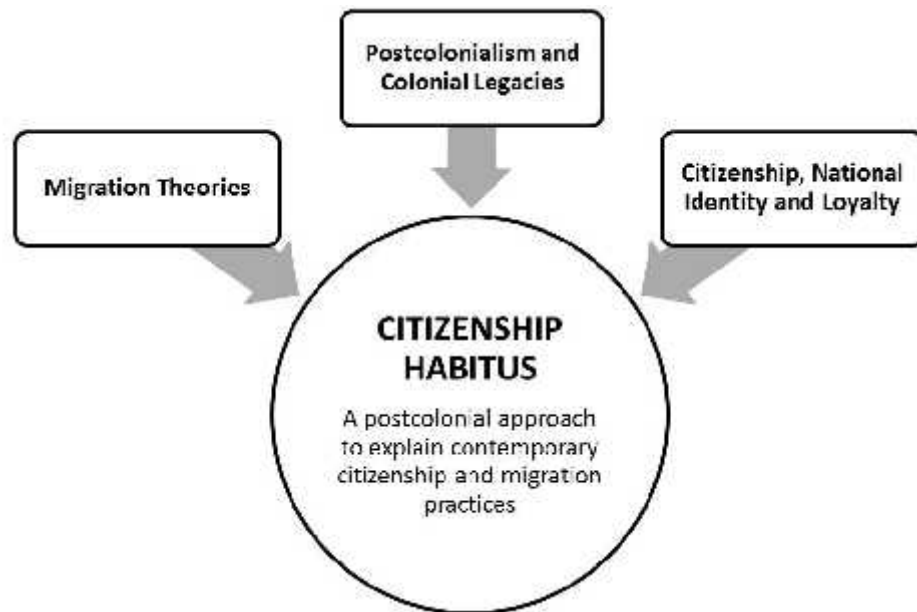 Postcolonialism and
Colonial Legacies
Migration Theories
Citizenship, National
Identity and Loyalty
CITIZENSHIP
HABITUS
A postcolonial approach
to explain contemporary
citizenship and migration
practices